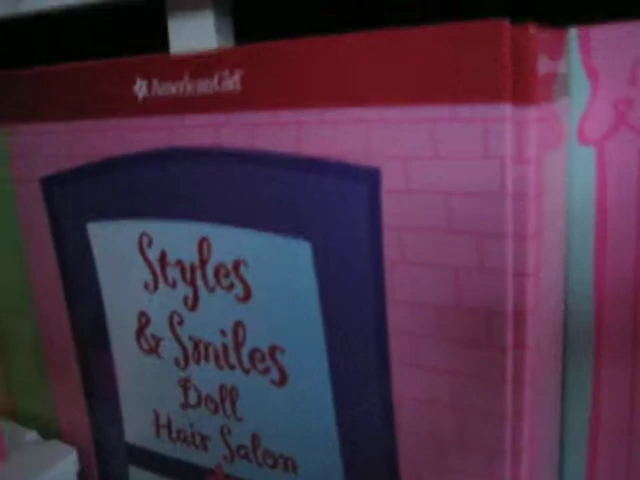 AmericanGirl
Styles
& Smiles
Doll
Hair Salon